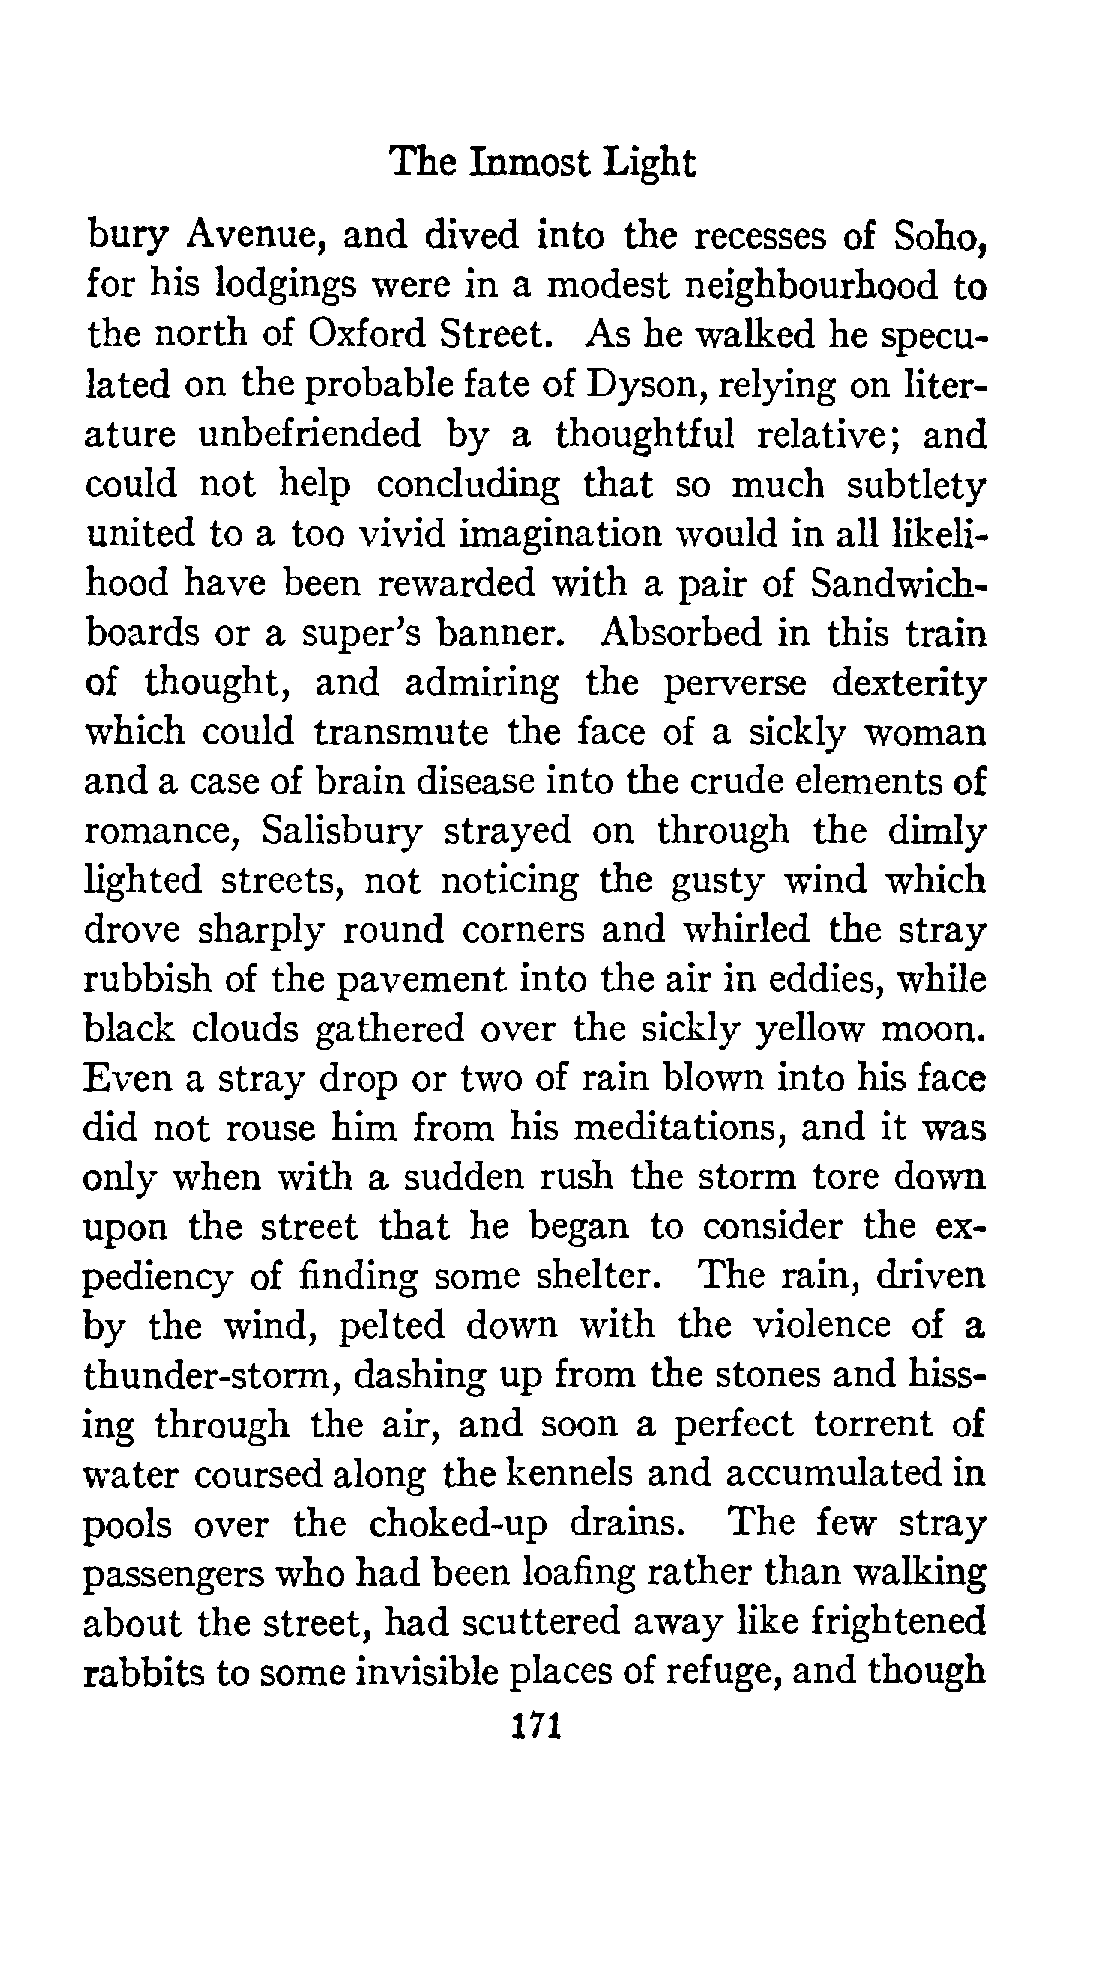 The Inmost Light
bury Avenue, and dived into the recesses of Soho,
for his lodgings were in a modest neighbourhood to
the north of Oxford Street. As he walked he specu-
lated on the probable fate of Dyson, relying on liter-
ature unbefriended by a thoughtful relative; and
could not help concluding that so much subtlety
united to a too vivid imagination would in all likeli-
hood have been rewarded with a pair of Sandwich-
boards or a super's banner. Absorbed in this train
of thought, and admiring the perverse dexterity
which could transmute the face of a sickly woman
and a case of brain disease into the crude elements of
romance, Salisbury strayed on through the dimly
lighted streets, not noticing the gusty wind which
drove sharply round corners and whirled the stray
rubbish of the pavement into the air in eddies, while
black clouds gathered over the sickly yellow moon.
Even a stray drop or two of rain blown into his face
did not rouse him from his meditations, and it was
only when with a sudden rush the storm tore down
upon the street that he began to consider the ex-
pediency of finding some shelter. The rain, driven
by the wind, pelted down with the violence of a
thunder-storm, dashing up from the stones and hiss-
ing through the air, and soon a perfect torrent of
water coursed along the kennels and accumulated in
pools over the choked-up drains. The few stray
passengers who had been loafing rather than walking
about the street, had scuttered away like frightened
rabbits to some invisible places of refuge, and though
171